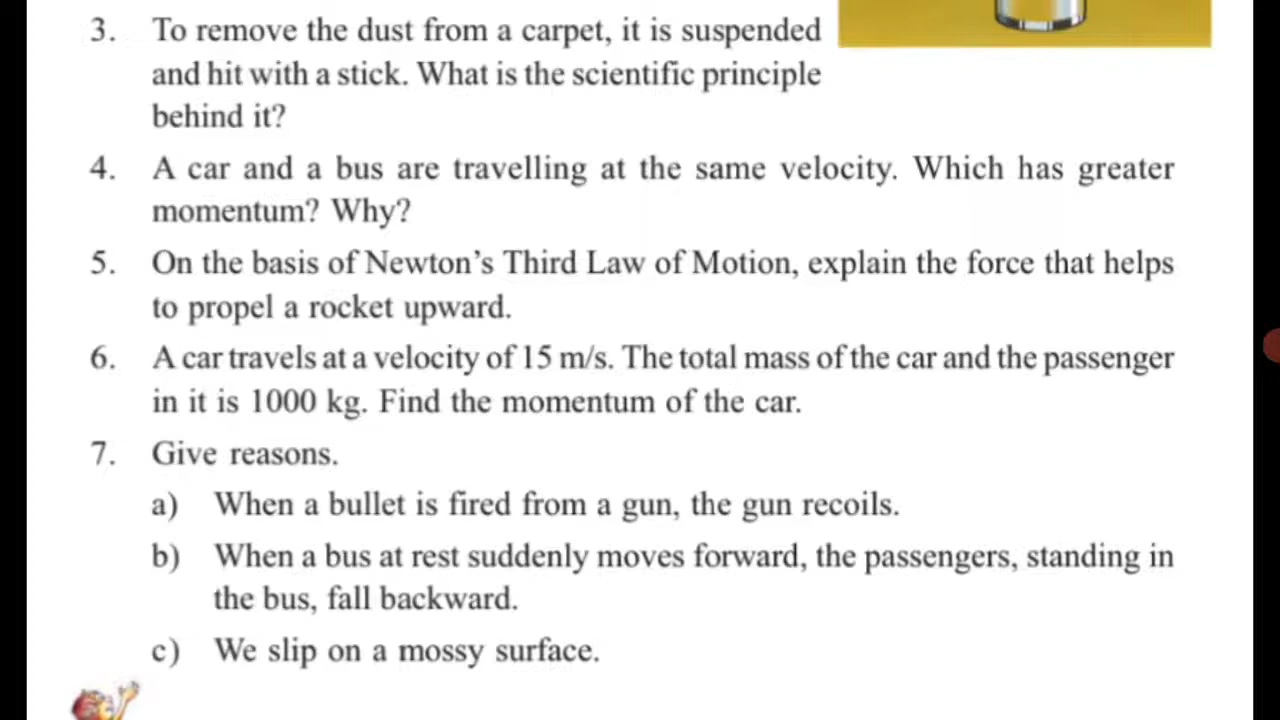 3. To remove the dust from a carpet, it is suspended
and hit with a stick. What is the scientific principle
behind it?
4. A car and a bus are travelling at the same velocity. Which has greater
momentum? Why?
5. On the basis of Newton’s Third Law of Motion, explain the force that helps
to propel a rocket upward.
6. A car travels at a velocity of 15 m/s. The total mass of the car and the passenger
in it is 1000 kg. Find the momentum of the car.
7. Give reasons.
a) When a bullet is fired from a gun, the gun recoils.
b) When a bus at rest suddenly moves forward, the passengers, standing in
the bus, fall backward.
c) We slip on a mossy surface.